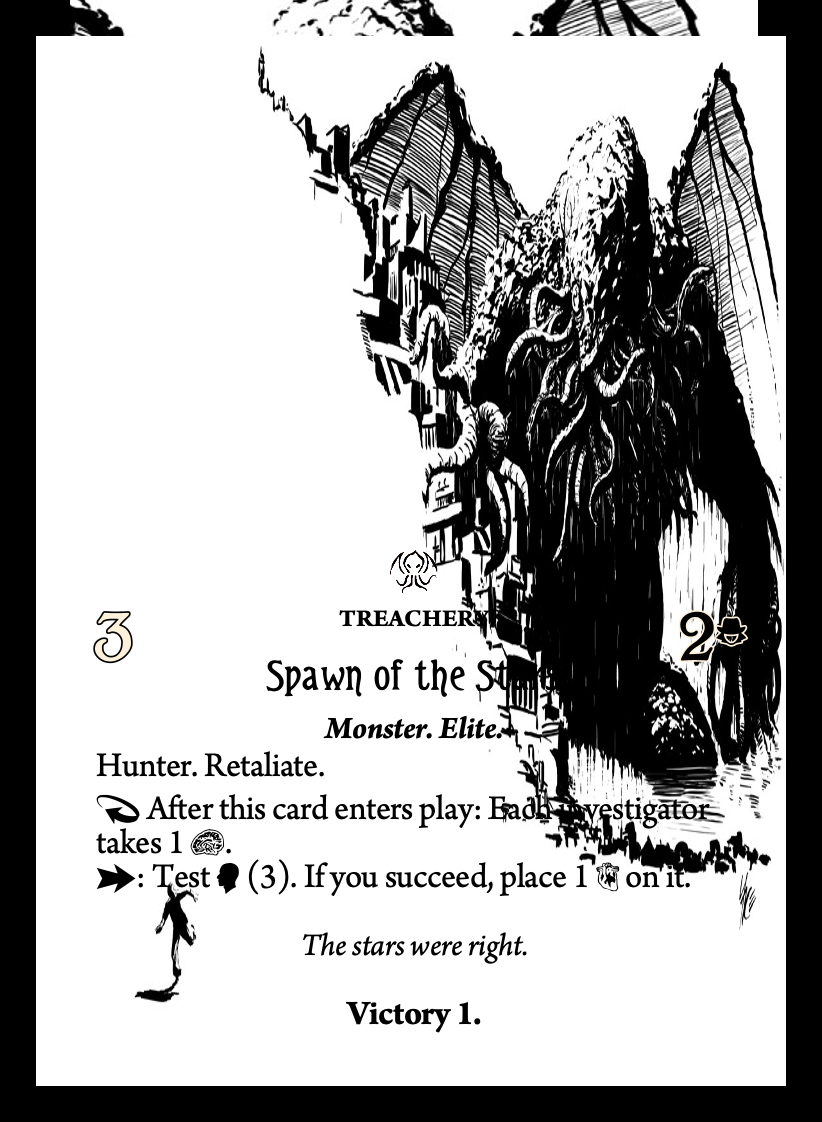 TREACHERY
3
2
Spawn of the
Monster. Elite.
Hunter. Retaliate.
After this card enters play: Each investigator
takes 1 .
: Test (3). If you succeed, place 1 on it.
The stars were right.
Victory 1.